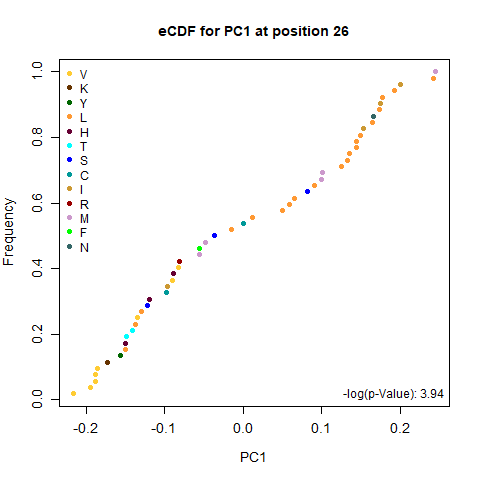 eCDF for PC1 at position 26
Frequency
1.0
0.8
0.6
0.4
0.2
0.0
V
K
Y
L
H
T
S
C
I
R
M
F
N
-log(p-Value): 3.94
-0.2 -0.1 0.0 0.1 0.2
PC1